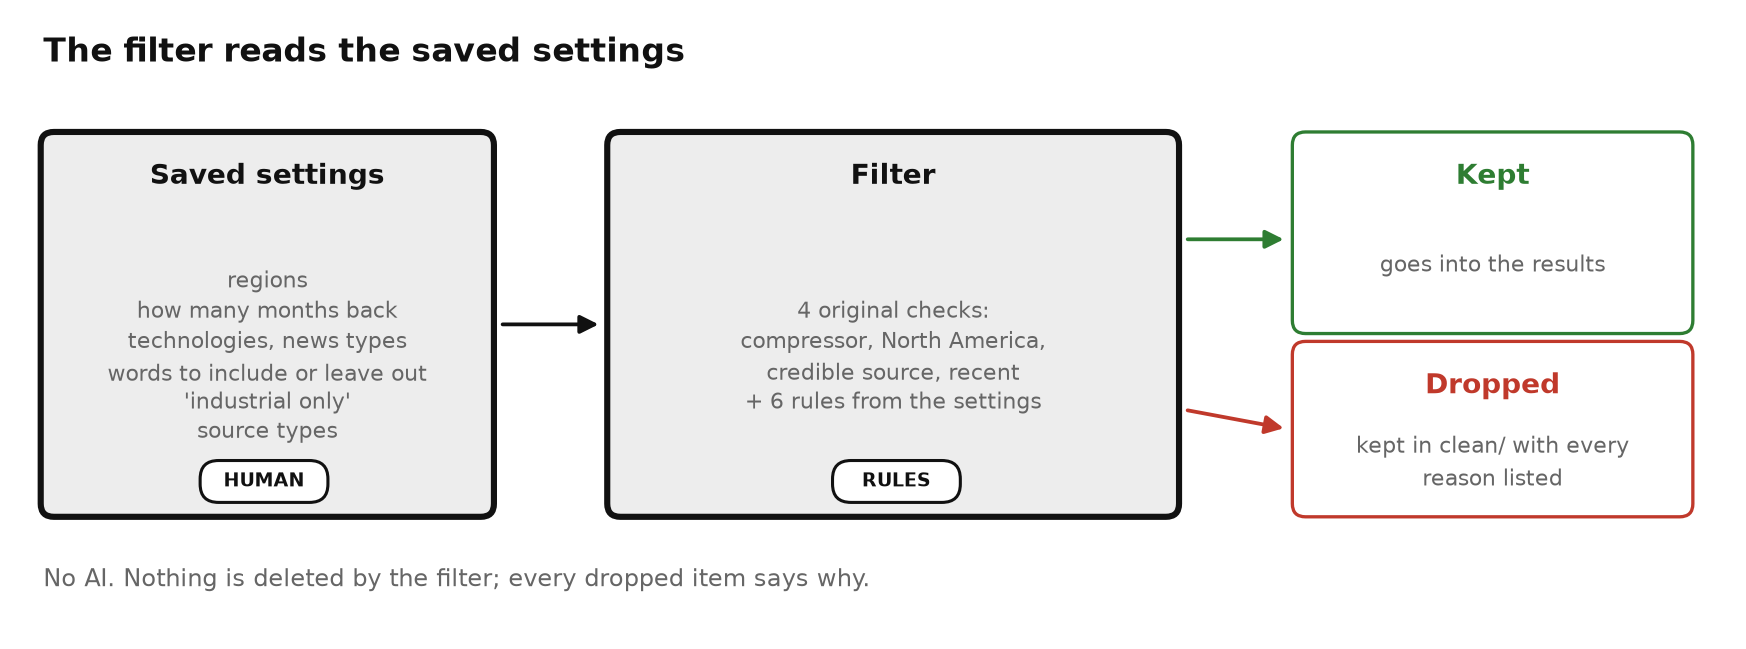 The filter reads the saved settings
Saved settings
regions
how many months back
technologies, news types
words to include or leave out
'industrial only'
source types
HUMAN
Filter
4 original checks:
compressor, North America,
credible source, recent
+ 6 rules from the settings
RULES
Kept
goes into the results
Dropped
kept in clean/ with every
reason listed
No AI. Nothing is deleted by the filter; every dropped item says why.